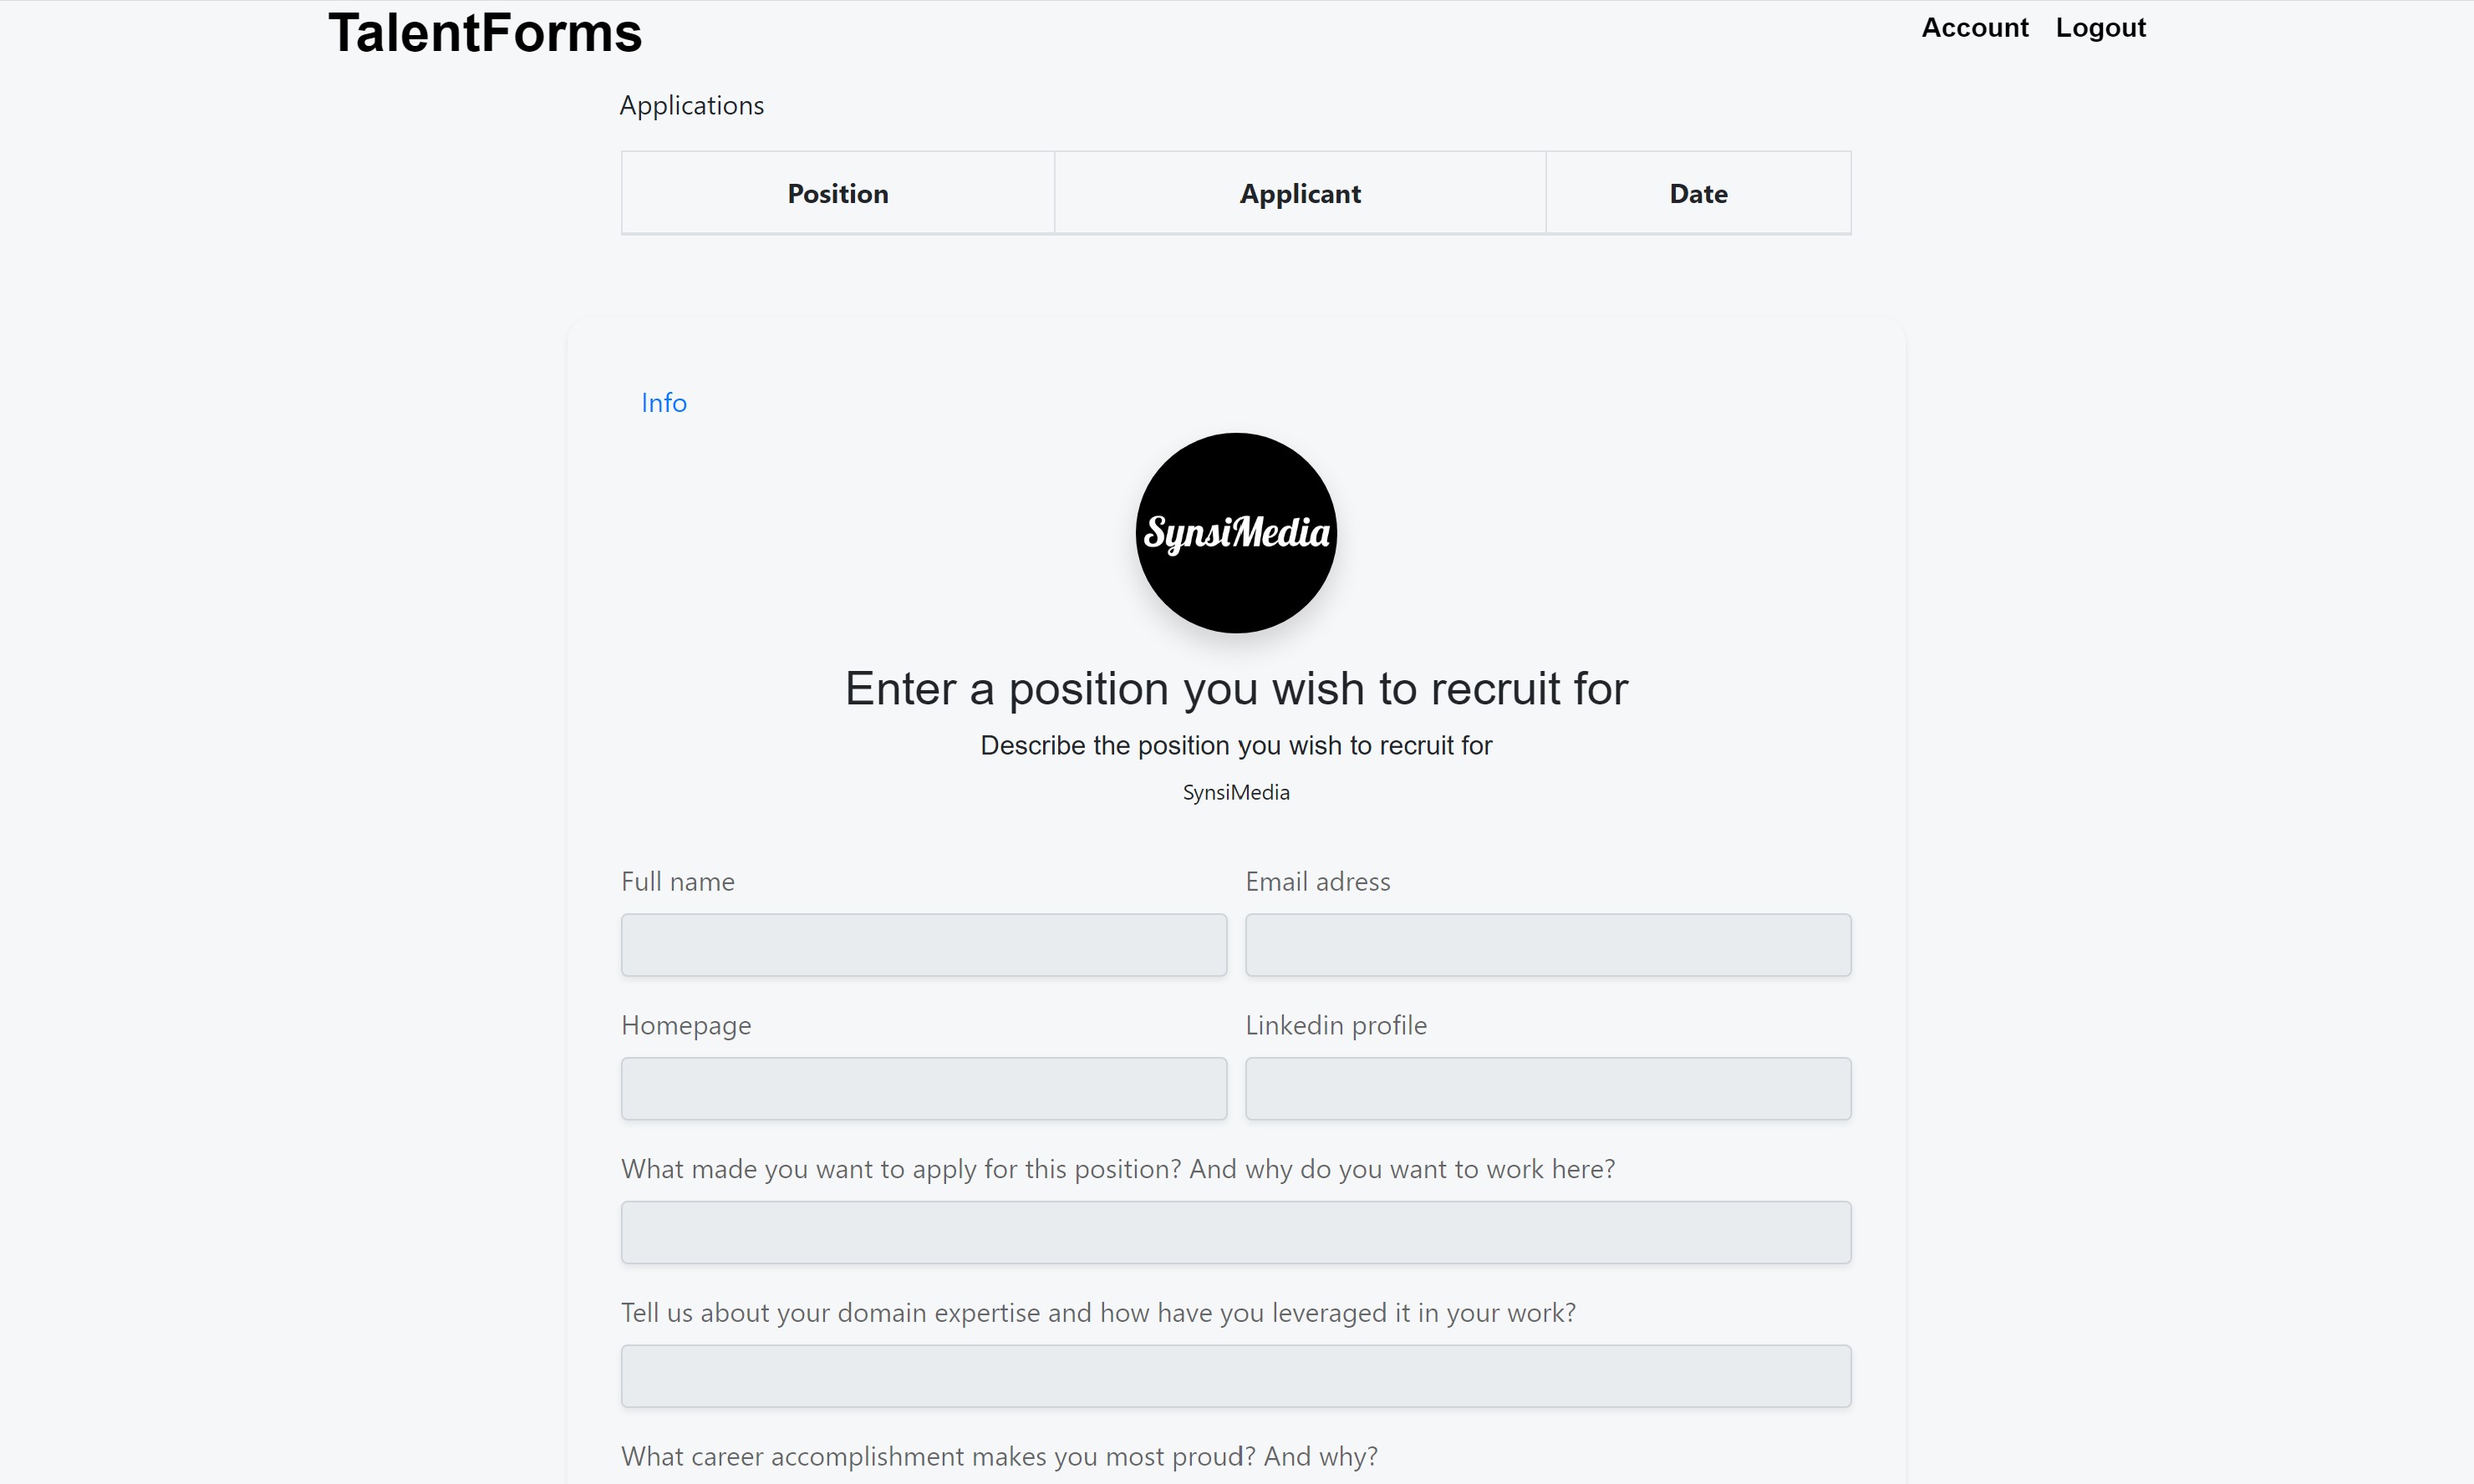 TalentForms
Account Logout
Applications
Position Applicant Date
Info
SynsiMedia
Enter a position you wish to recruit for
Describe the position you wish to recruit for
SynsiMedia
Full name Email adress
Homepage Linkedin profile
What made you want to apply for this position? And why do you want to work here?
Tell us about your domain expertise and how have you leveraged it in your work?
What career accomplishment makes you most proud? And why?